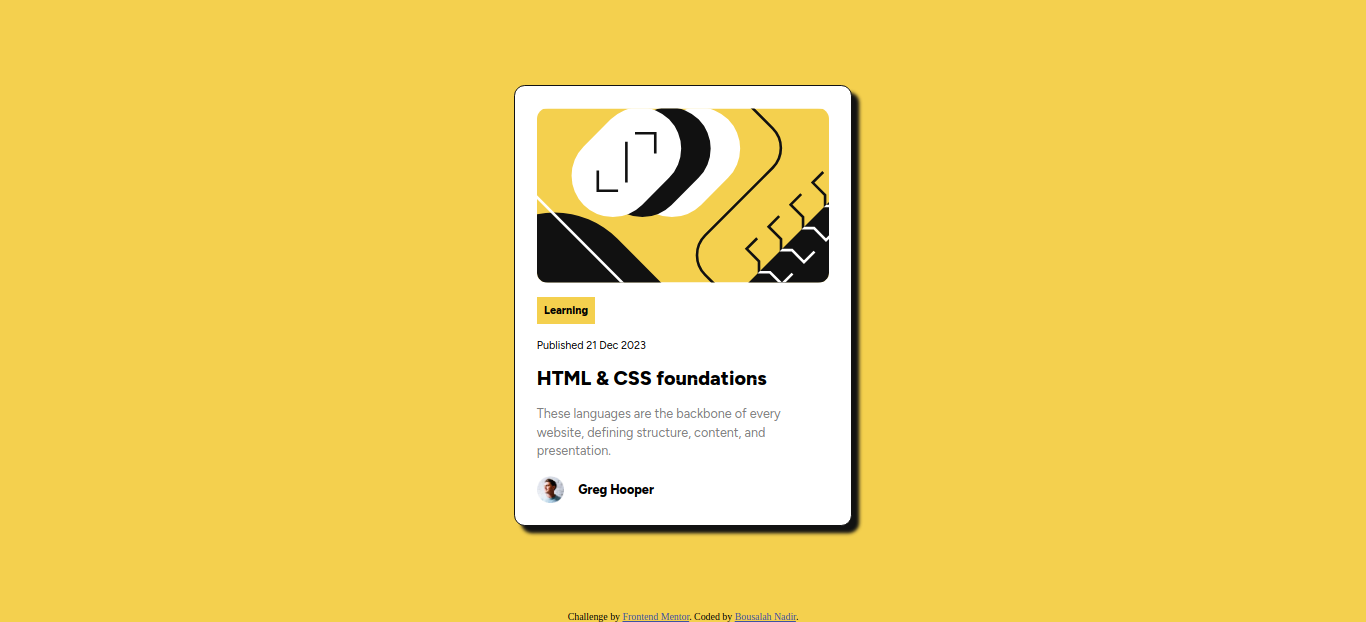 Learning
Published 21 Dec 2023
HTML & CSS foundations
These languages are the backbone of every
website, defining structure, content, and
presentation.
Greg Hooper
Challenge by Frontend Mentor. Coded by Bousalah Nadir.